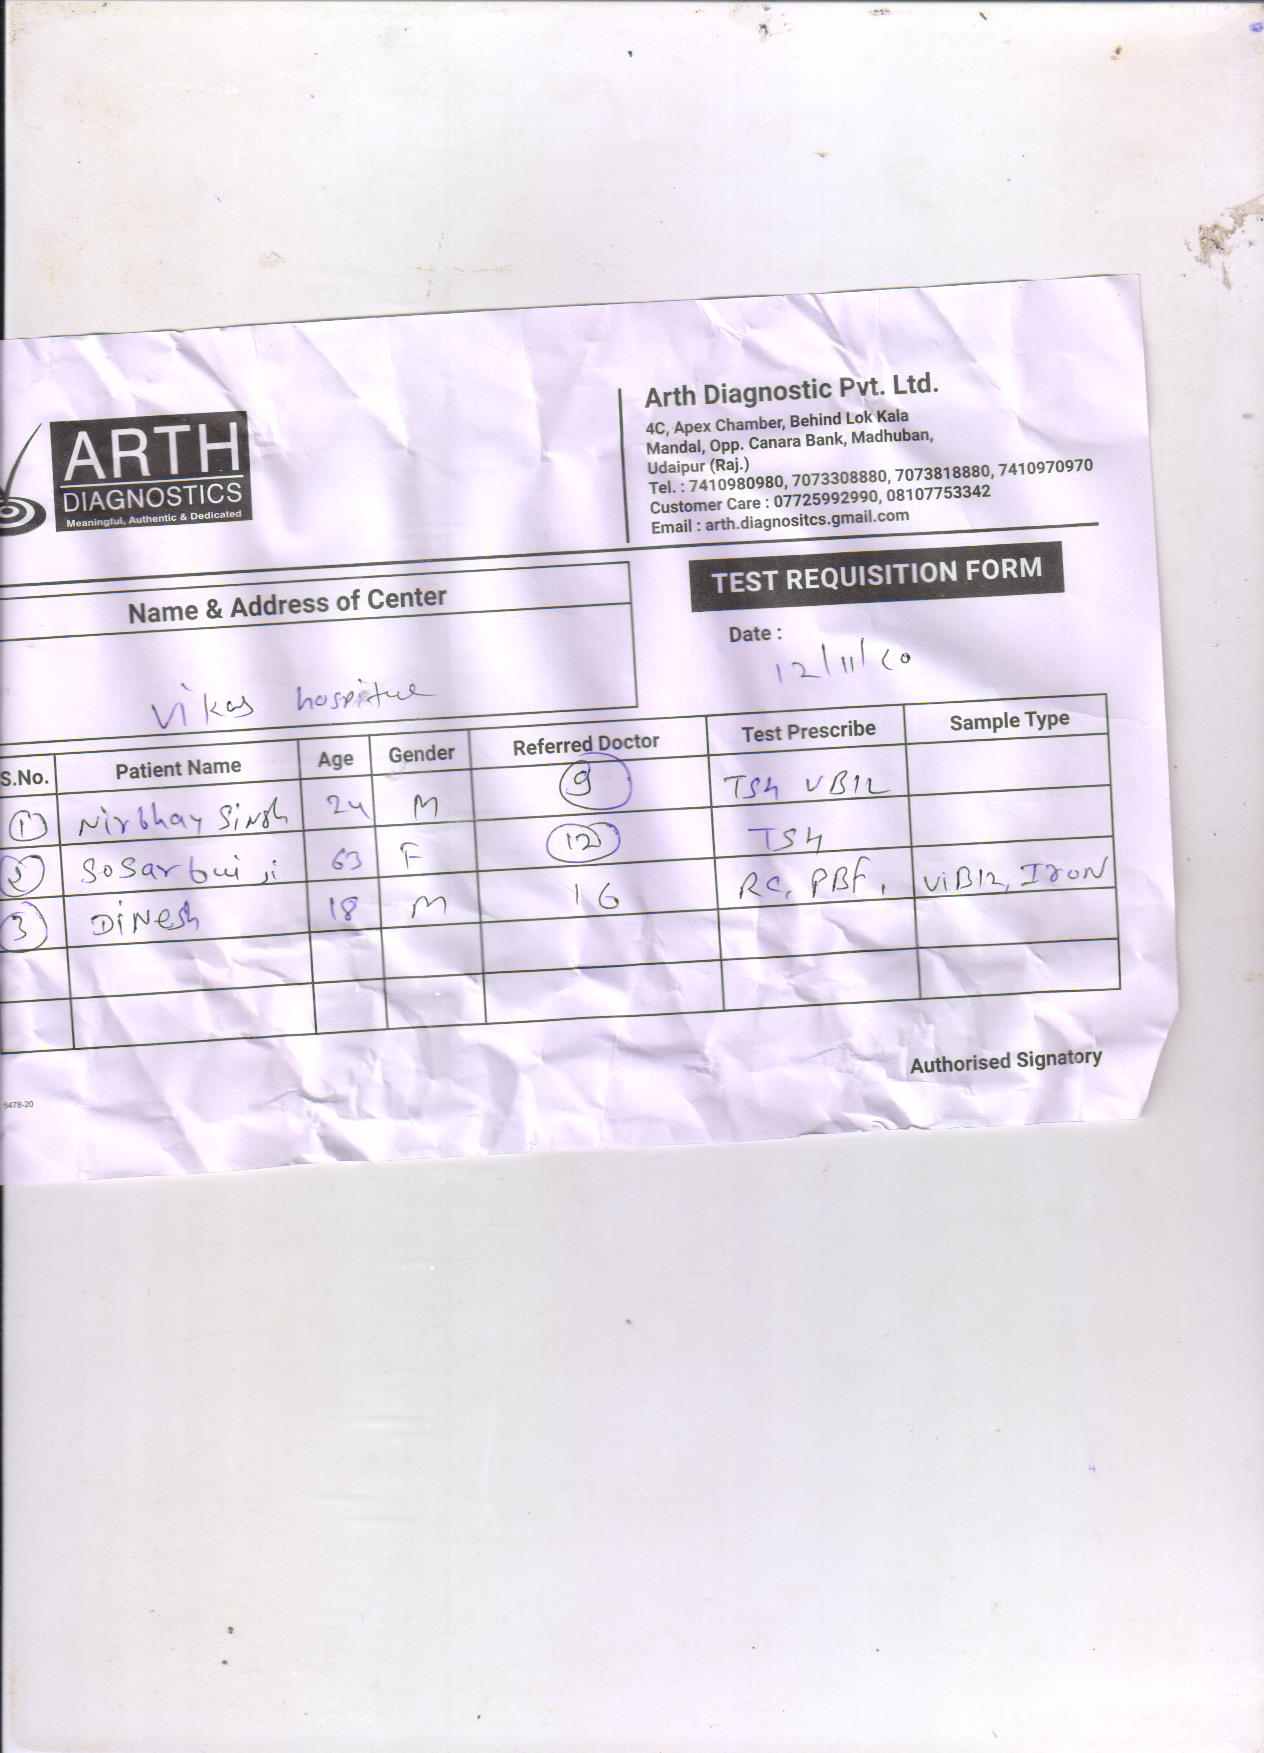 ARTH
DIAGNOSTICS
Meaningful, Authentic & Dedicated
Arth Diagnostic Pvt. Ltd.
4C, Apex Chamber, Behind Lok Kala
Mandal, Opp. Canara Bank, Madhuban,
Udaipur (Raj.)
Tel. : 7410980980, 7073308880, 7073818880, 7410970970
Customer Care : 07725992990, 08107753342
Email : arth.diagnositcs.gmail.com
Name & Address of Center
TEST REQUISITION FORM
Date :
12/11/20
Vikas hospital
S.No. Patient Name Age Gender Referred Doctor Test Prescribe Sample Type
1 Nirbhay Singh 24 M 9 TSH VB12
2 Sosar bui ji 63 F 12 TSH
3 Dinesh 18 M 16 RC, PBF, ViB12, Iron
Authorised Signatory
5478-20